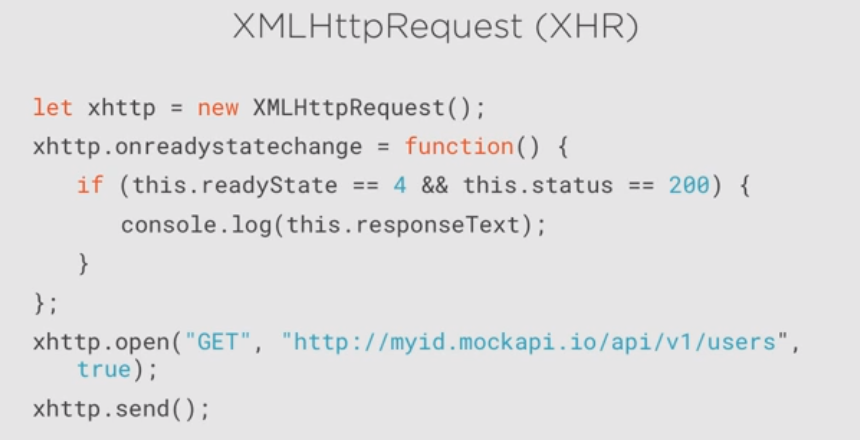 XMLHttpRequest (XHR)
let xhttp = new XMLHttpRequest();
xhttp.onreadystatechange = function() {
if (this.readyState == 4 && this.status == 200) {
console.log(this.responseText);
}
};
xhttp.open("GET", "http://myid.mockapi.io/api/v1/users",
true);
xhttp.send();